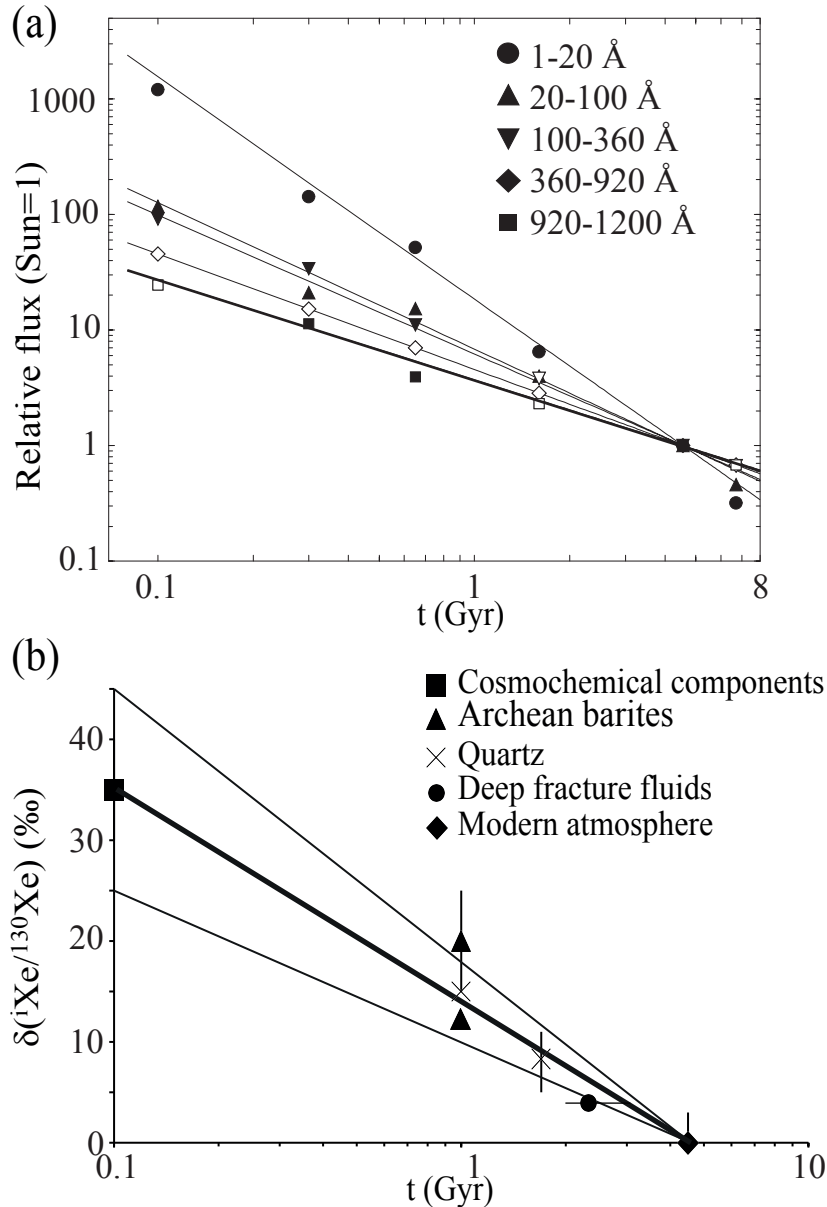 (a)
1-20 Å
20-100 Å
100-360 Å
360-920 Å
920-1200 Å
1000
100
10
1
0.1
Relative flux (Sun=1)
0.1
1
8
t (Gyr)
(b)
Cosmochemical components
Archean barites
Quartz
Deep fracture fluids
Modern atmosphere
40
30
20
10
0
δ(ⁱXe/¹³⁰Xe) (‰)
0.1
1
10
t (Gyr)